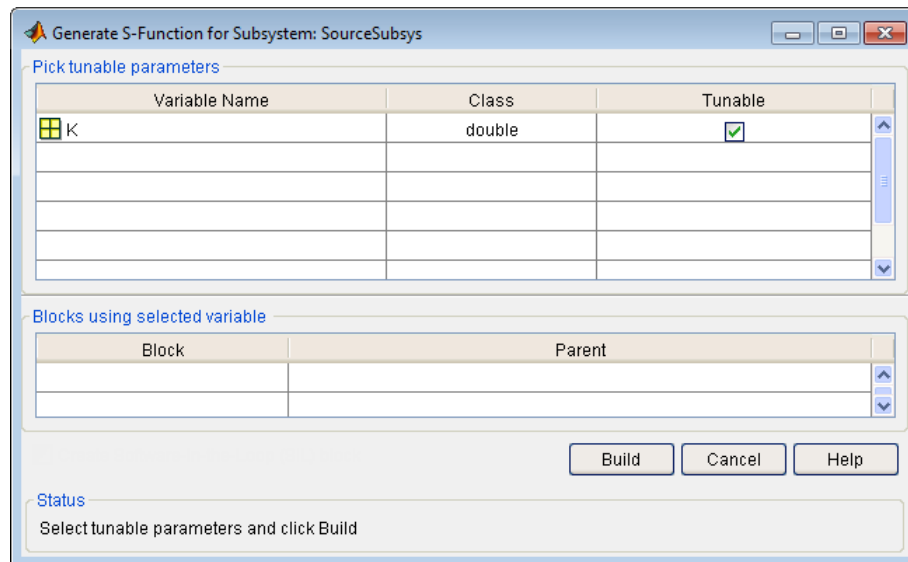 Generate S-Function for Subsystem: SourceSubsys
Pick tunable parameters
Variable Name Class Tunable
K double
Blocks using selected variable
Block Parent
Build Cancel Help
Status
Select tunable parameters and click Build